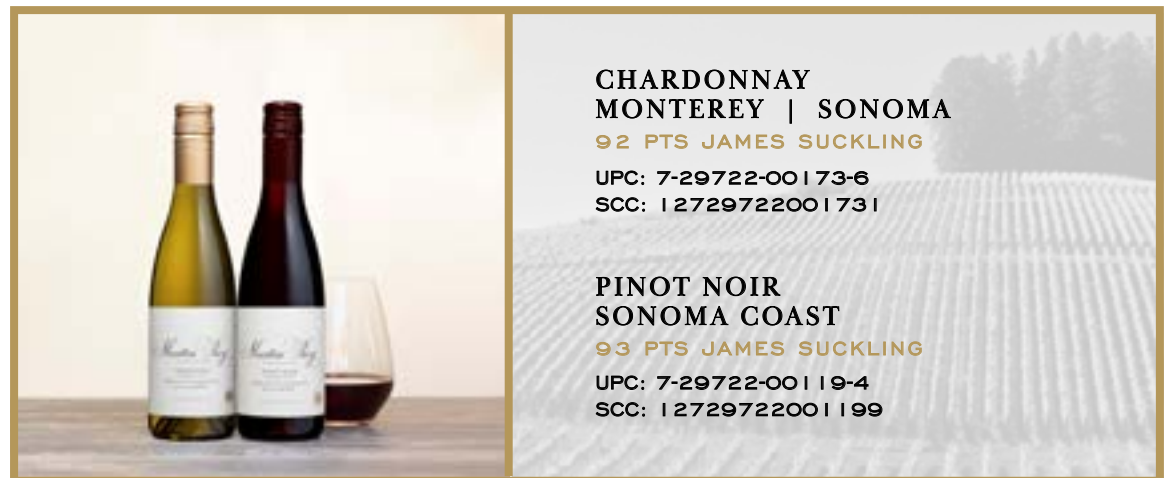 CHARDONNAY
MONTEREY | SONOMA
92 PTS JAMES SUCKLING
UPC: 7-29722-00173-6
SCC: 12729722001731
PINOT NOIR
SONOMA COAST
93 PTS JAMES SUCKLING
UPC: 7-29722-00119-4
SCC: 12729722001199